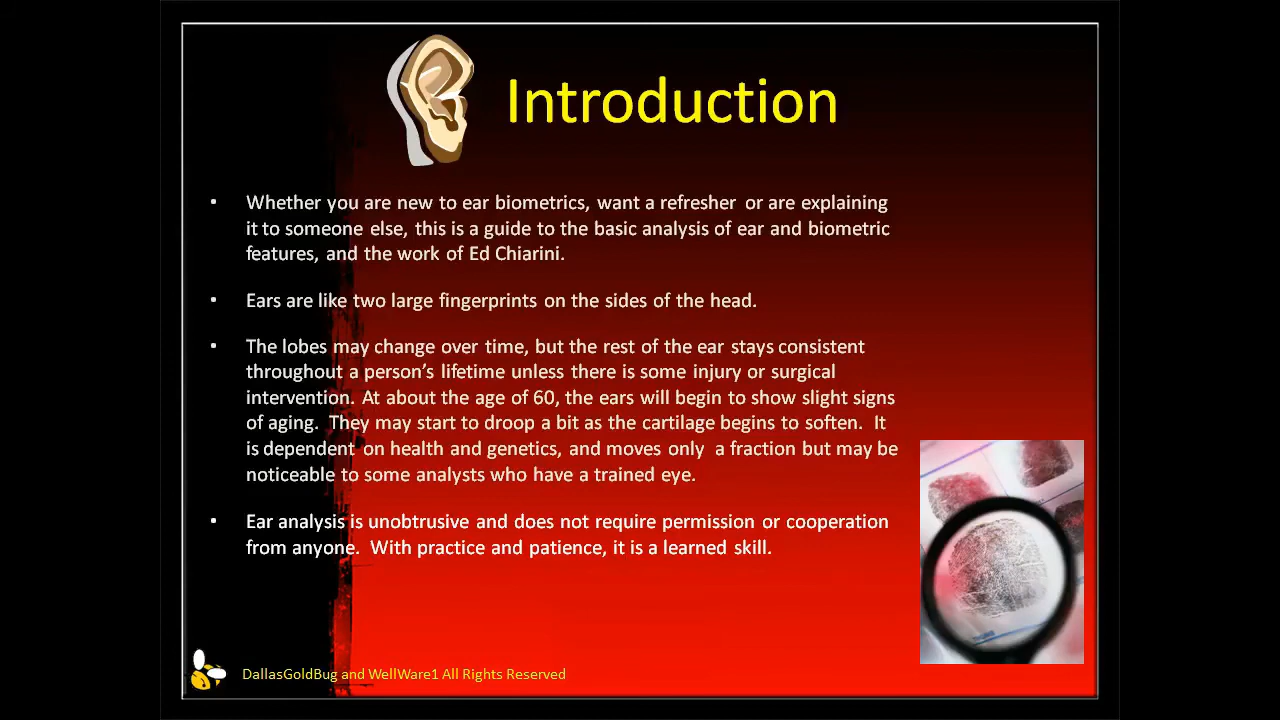 Introduction
• Whether you are new to ear biometrics, want a refresher or are explaining
it to someone else, this is a guide to the basic analysis of ear and biometric
features, and the work of Ed Chiarini.
• Ears are like two large fingerprints on the sides of the head.
• The lobes may change over time, but the rest of the ear stays consistent
throughout a person’s lifetime unless there is some injury or surgical
intervention. At about the age of 60, the ears will begin to show slight signs
of aging.  They may start to droop a bit as the cartilage begins to soften.  It
is dependent on health and genetics, and moves only  a fraction but may be
noticeable to some analysts who have a trained eye.
• Ear analysis is unobtrusive and does not require permission or cooperation
from anyone.  With practice and patience, it is a learned skill.
DallasGoldBug and WellWare1 All Rights Reserved